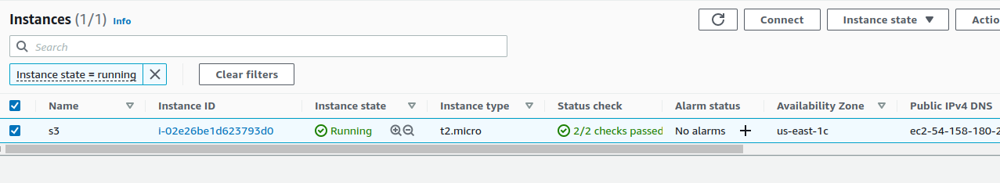 Instances (1/1) Info
Connect
Instance state
Actio
Search
Instance state = running
Clear filters
Name Instance ID Instance state Instance type Status check Alarm status Availability Zone Public IPv4 DNS
s3 i-02e26be1d623793d0 Running t2.micro 2/2 checks passed No alarms us-east-1c ec2-54-158-180-2